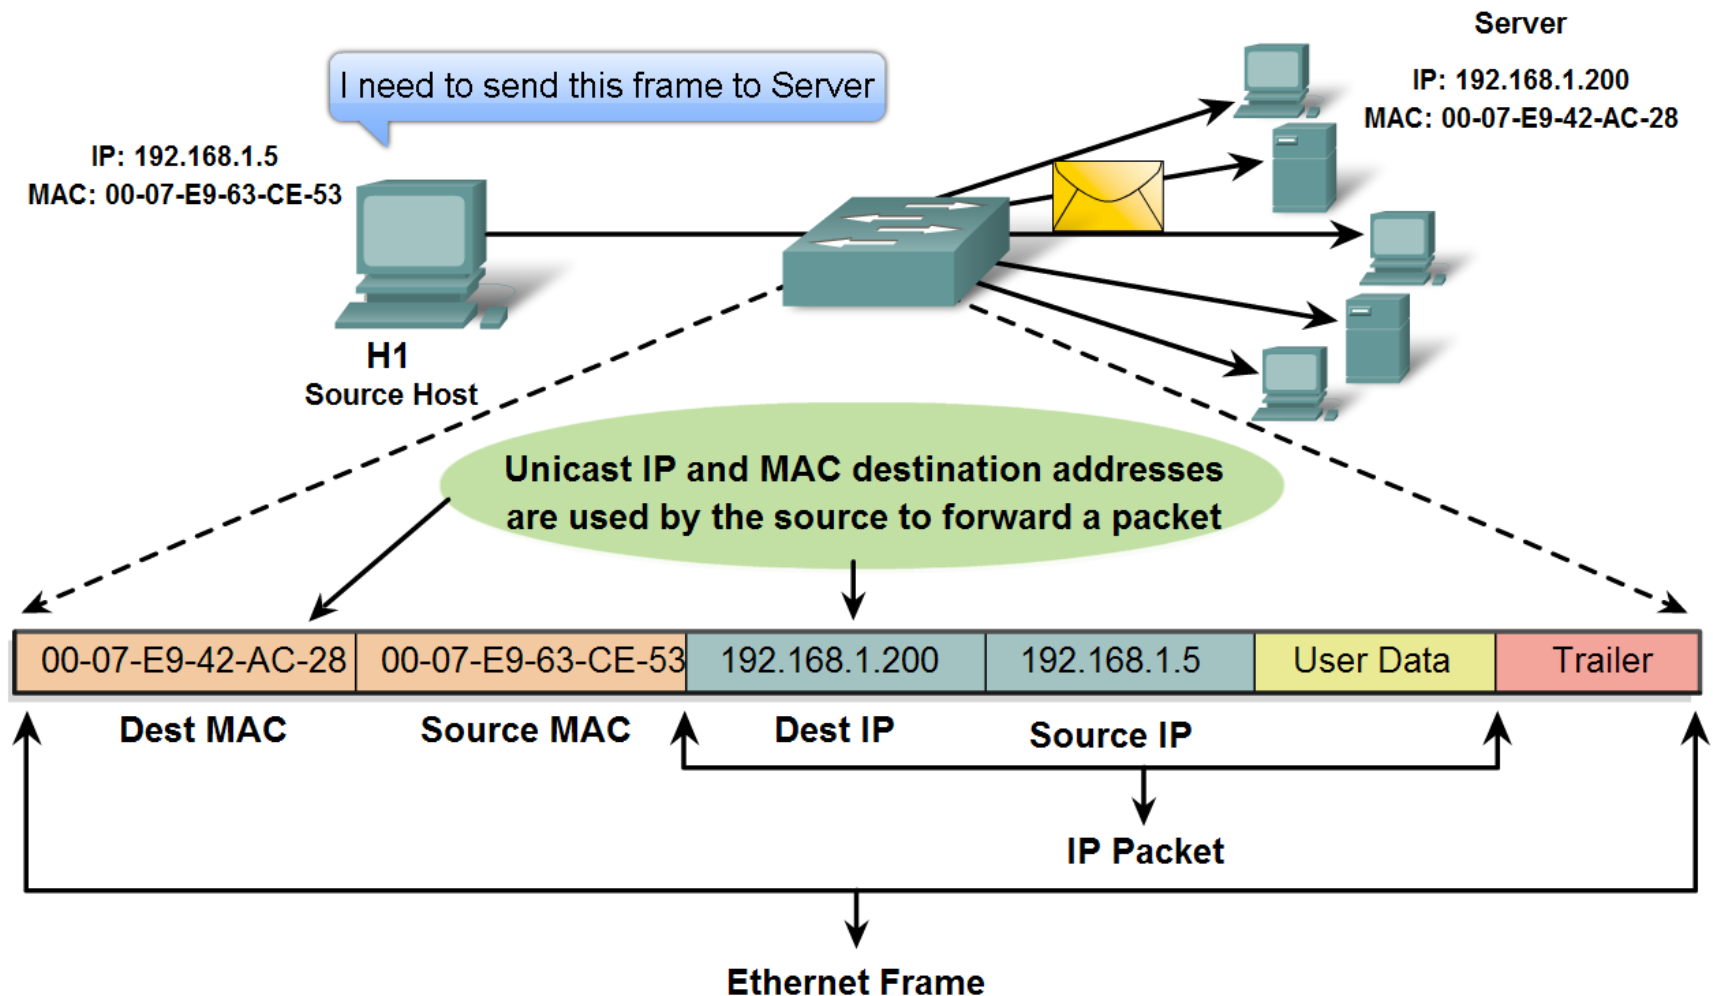 Server
IP: 192.168.1.200
MAC: 00-07-E9-42-AC-28
I need to send this frame to Server
IP: 192.168.1.5
MAC: 00-07-E9-63-CE-53
H1
Source Host
Unicast IP and MAC destination addresses
are used by the source to forward a packet
00-07-E9-42-AC-28 00-07-E9-63-CE-53 192.168.1.200 192.168.1.5 User Data Trailer
Dest MAC Source MAC Dest IP Source IP
IP Packet
Ethernet Frame